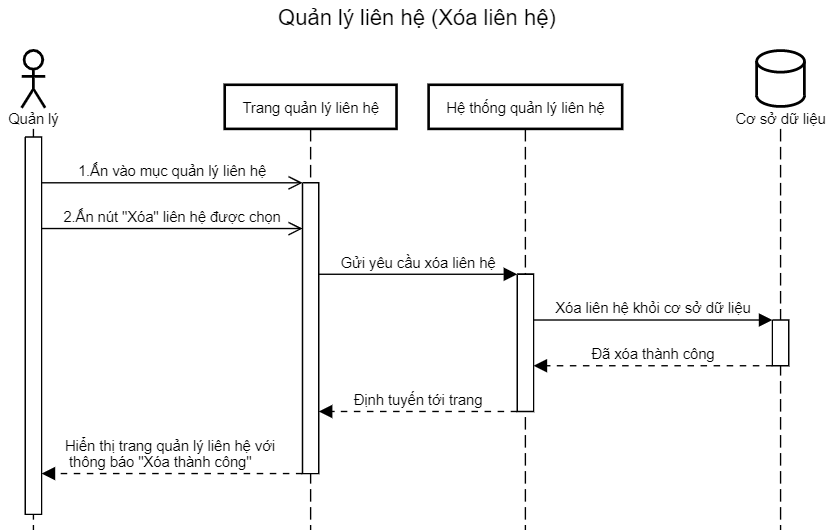 Quản lý liên hệ (Xóa liên hệ)
Quản lý
Trang quản lý liên hệ
Hệ thống quản lý liên hệ
Cơ sở dữ liệu
1.Ấn vào mục quản lý liên hệ
2.Ấn nút "Xóa" liên hệ được chọn
Gửi yêu cầu xóa liên hệ
Xóa liên hệ khỏi cơ sở dữ liệu
Đã xóa thành công
Định tuyến tới trang
Hiển thị trang quản lý liên hệ với
thông báo "Xóa thành công"